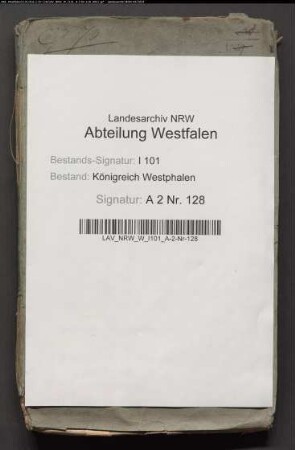 Landesarchiv NRW
Abteilung Westfalen
Bestands-Signatur: I 101
Bestand: Königreich Westphalen
Signatur: A 2 Nr. 128
LAV_NRW_W_I101_A-2-Nr-128